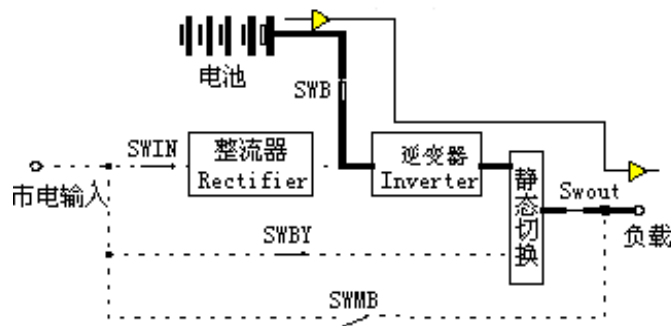 电池
SWB
SWIN
整流器
Rectifier
逆变器
Inverter
静态切换
Swout
市电输入
负载
SWBY
SWMB